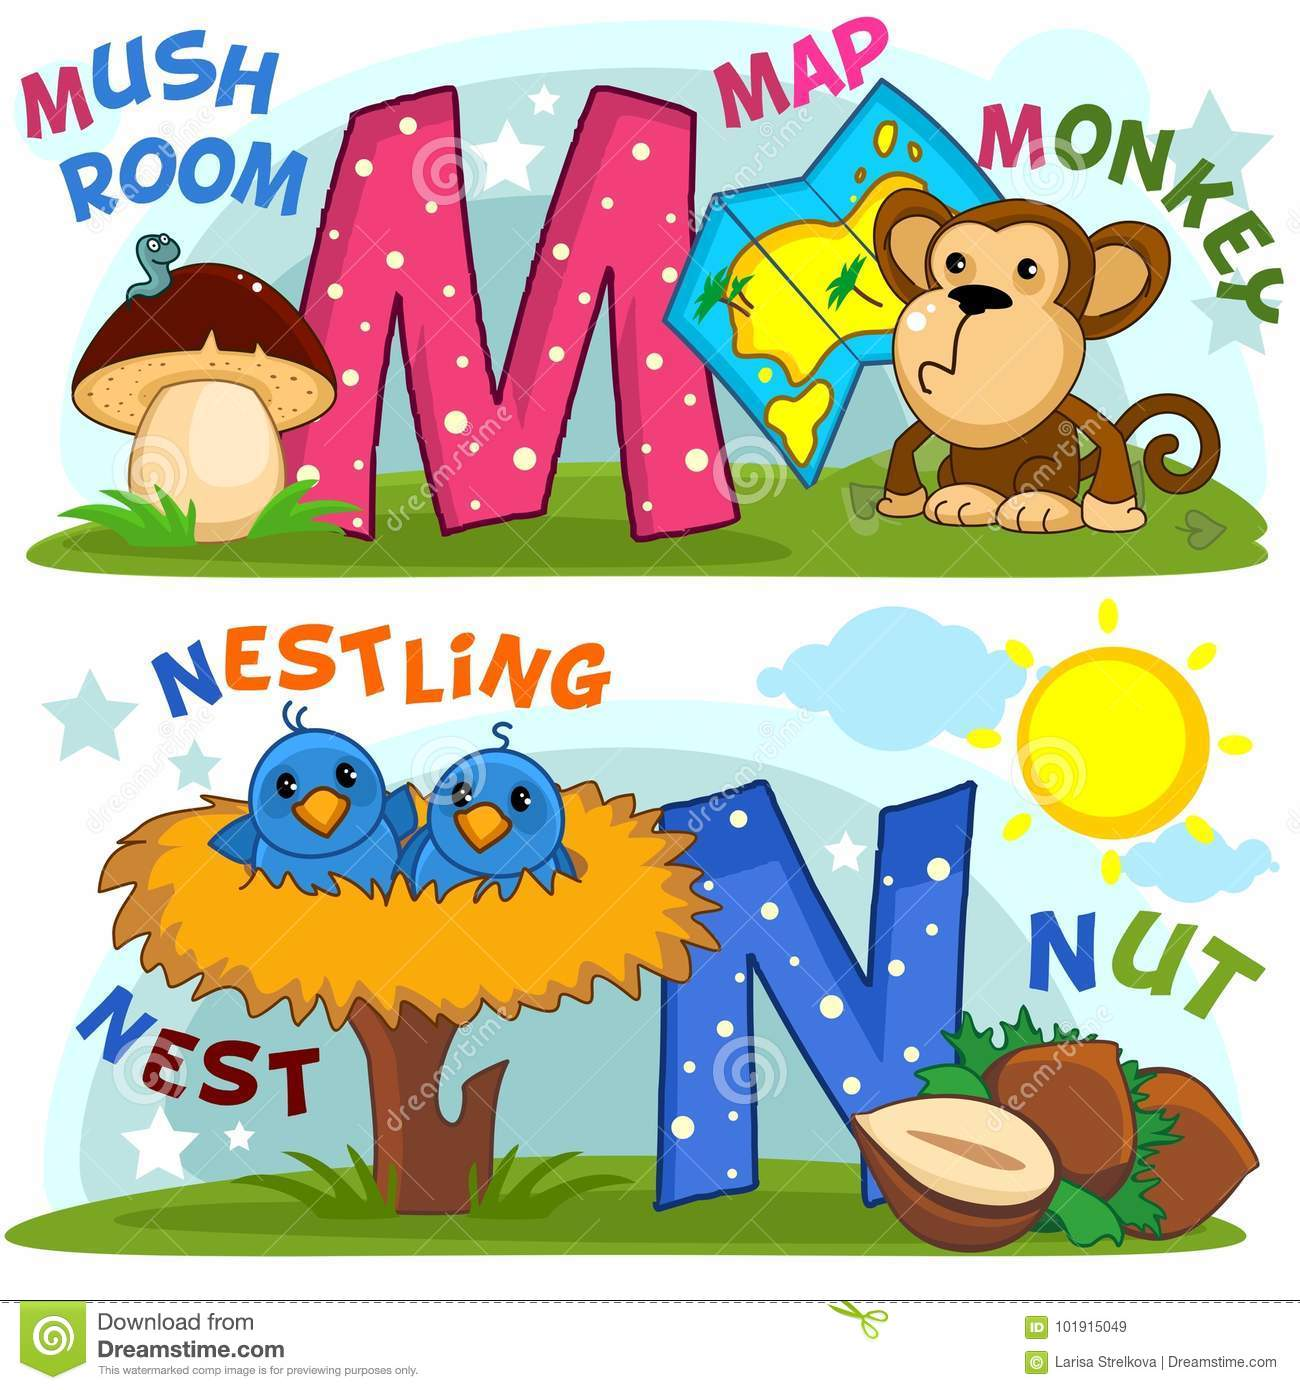 MUSH
ROOM
M
MAP
MONKEY
NESTLiNG
N
NEST
NUT
Download from
Dreamstime.com
This watermarked comp image is for previewing purposes only.
ID 101915049
© Larisa Strelkova | Dreamstime.com